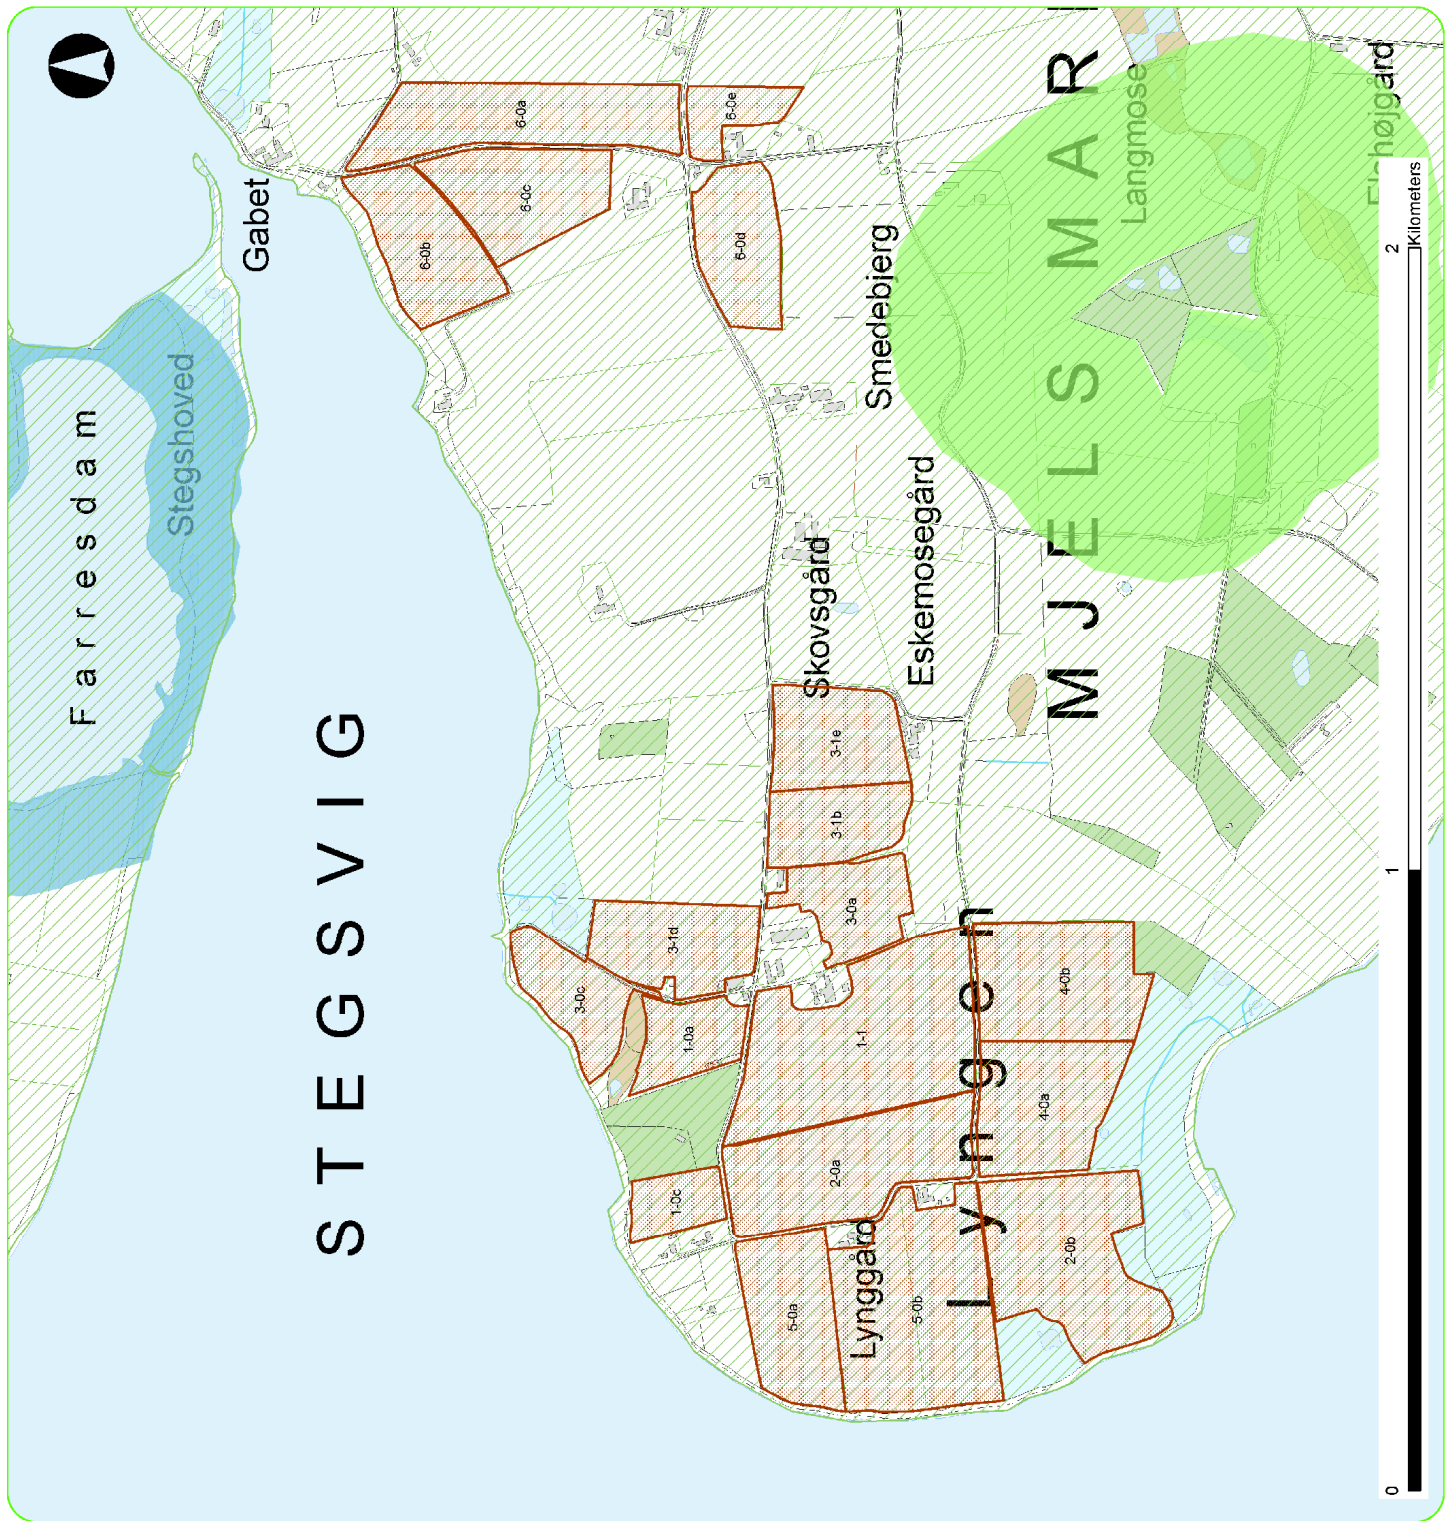 Farresdam
Stegshoved
Gabet
STEGSVIG
6-0b
6-0a
6-0c
3-0c
3-1d
1-0c
1-0a
6-0e
6-0d
5-0a
Skovsgård
2-0a
3-1b
3-1e
3-0a
1-1
Lynggård
Smedebjerg
5-0b
Eskemosegård
Lyngen
4-0a
4-0b
2-0b
MJELS MAR
Langmose
0 1 2
Kilometers